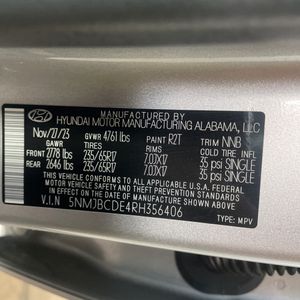 MANUFACTURED BY
HYUNDAI MOTOR MANUFACTURING ALABAMA, LLC
Nov/27/23 GVWR 4761 lbs PAINT R2T TRIM NNB
GAWR TIRES RIMS COLD TIRE INFL
FRONT 2778 lbs 235/65R17 7.0JX17 35 psi SINGLE
REAR 2646 lbs 235/65R17 7.0JX17 35 psi SINGLE
THIS VEHICLE CONFORMS TO ALL APPLICABLE U.S.A. FEDERAL
MOTOR VEHICLE SAFETY AND THEFT PREVENTION STANDARDS
IN EFFECT ON THE DATE OF MANUFACTURE SHOWN ABOVE
V.I.N 5NMJBCDE4RH356406 TYPE: MPV